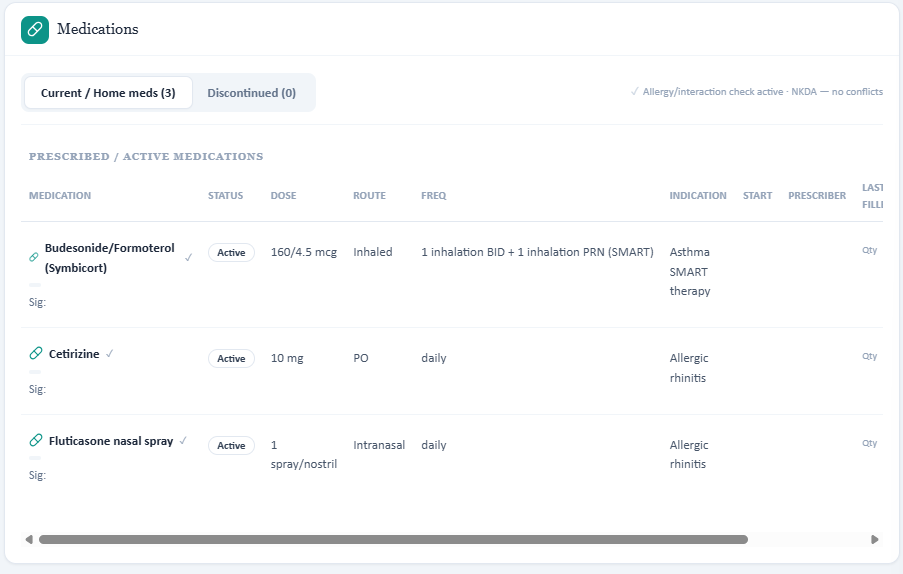 Medications
Current / Home meds (3)
Discontinued (0)
✓ Allergy/interaction check active · NKDA — no conflicts
PRESCRIBED / ACTIVE MEDICATIONS
MEDICATION STATUS DOSE ROUTE FREQ INDICATION START PRESCRIBER LAST
FILL
Budesonide/Formoterol
(Symbicort) ✓
Sig:
Active
160/4.5 mcg
Inhaled
1 inhalation BID + 1 inhalation PRN (SMART)
Asthma
SMART
therapy
Qty
Cetirizine ✓
Sig:
Active
10 mg
PO
daily
Allergic
rhinitis
Qty
Fluticasone nasal spray ✓
Sig:
Active
1
spray/nostril
Intranasal
daily
Allergic
rhinitis
Qty